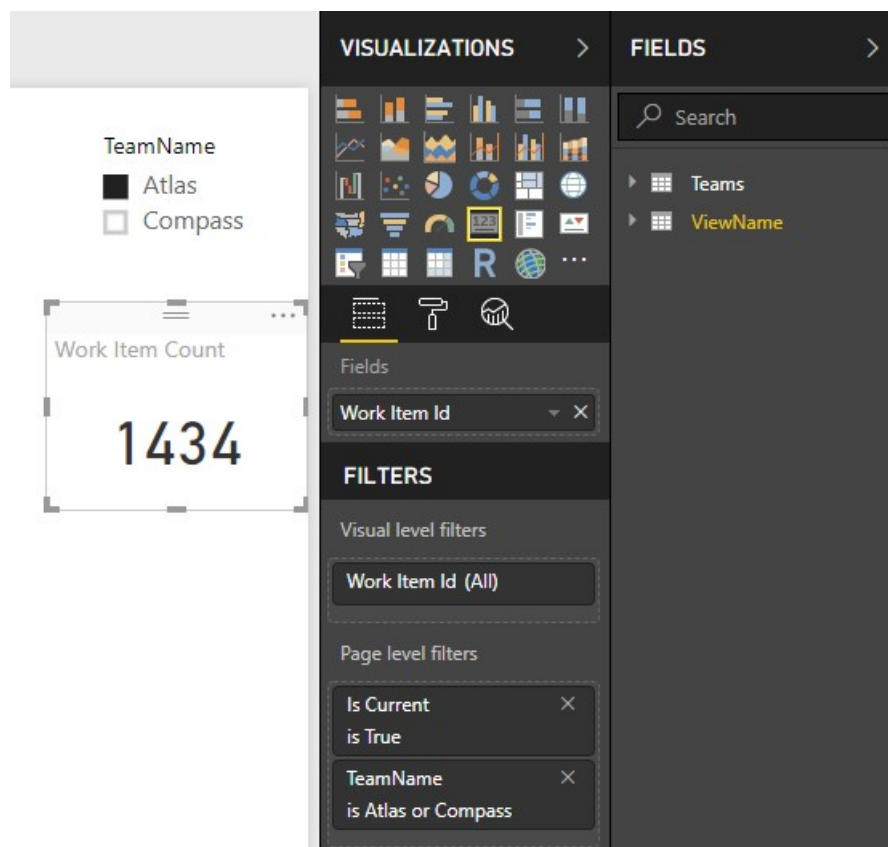 TeamName
Atlas
Compass
Work Item Count
1434
VISUALIZATIONS
123
R
Fields
Work Item Id
FILTERS
Visual level filters
Work Item Id (All)
Page level filters
Is Current
is True
TeamName
is Atlas or Compass
FIELDS
Search
Teams
ViewName